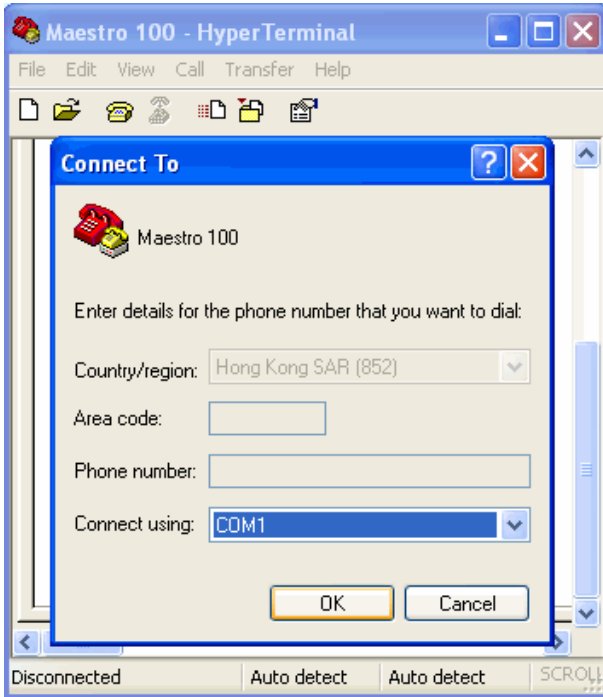 Maestro 100 - HyperTerminal
File Edit View Call Transfer Help
Connect To
?
Maestro 100
Enter details for the phone number that you want to dial:
Country/region: Hong Kong SAR (852)
Area code:
Phone number:
Connect using: COM1
OK Cancel
Disconnected Auto detect Auto detect SCROLL